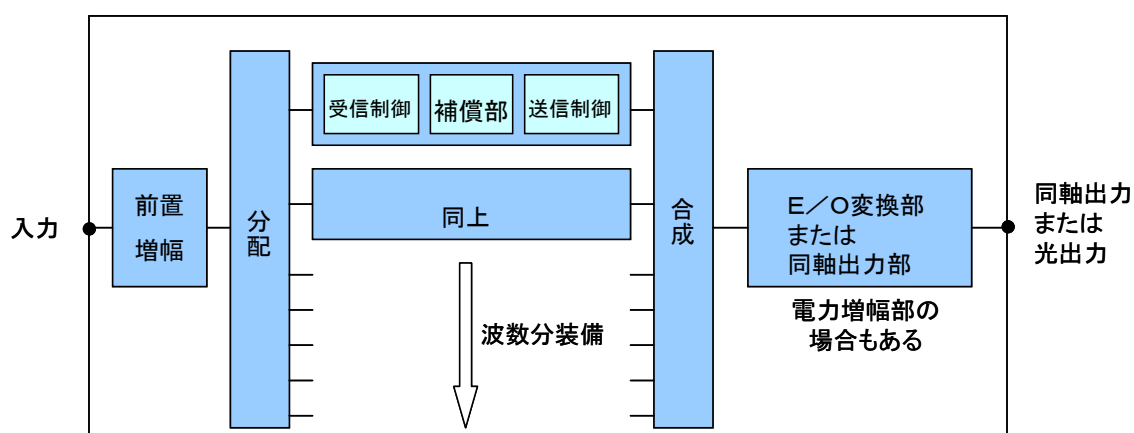 入力
前置
増幅
分配
受信制御
補償部
送信制御
同上
波数分装備
合成
E/O変換部
または
同軸出力部
電力増幅部の
場合もある
同軸出力
または
光出力